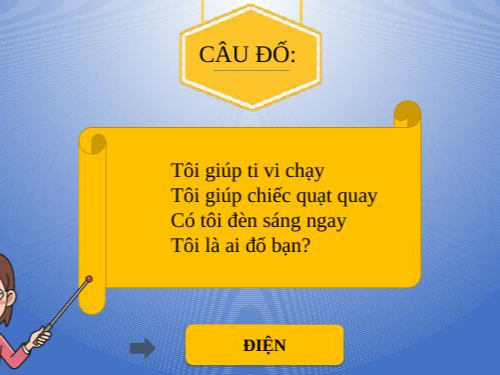 CÂU ĐỐ:
Tôi giúp ti vi chạy
Tôi giúp chiếc quạt quay
Có tôi đèn sáng ngay
Tôi là ai đố bạn?
ĐIỆN